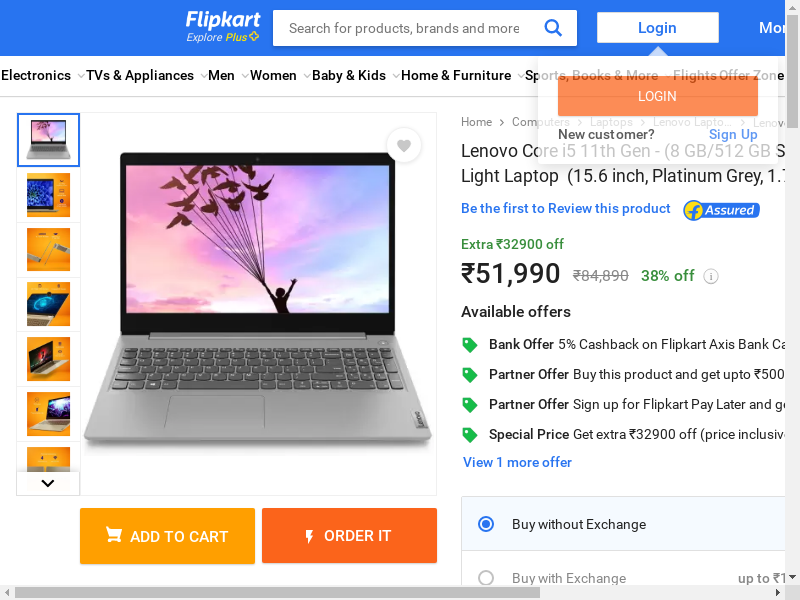 Flipkart
Explore Plus
Search for products, brands and more
Login
Mor
Electronics
TVs & Appliances
Men
Women
Baby & Kids
Home & Furniture
Sports, Books & More
Flights
Offer Zone
LOGIN
New customer?
Sign Up
Home
Computers
Laptops
Lenovo Lapto...
Lenovo
Lenovo Core i5 11th Gen - (8 GB/512 GB S
Light Laptop (15.6 inch, Platinum Grey, 1.7
Be the first to Review this product
Assured
Extra ₹32900 off
₹51,990 ₹84,890 38% off i
Available offers
Bank Offer 5% Cashback on Flipkart Axis Bank Ca
Partner Offer Buy this product and get upto ₹500
Partner Offer Sign up for Flipkart Pay Later and ge
Special Price Get extra ₹32900 off (price inclusiv
View 1 more offer
Lenovo
ADD TO CART
ORDER IT
Buy without Exchange
Buy with Exchange
up to ₹1